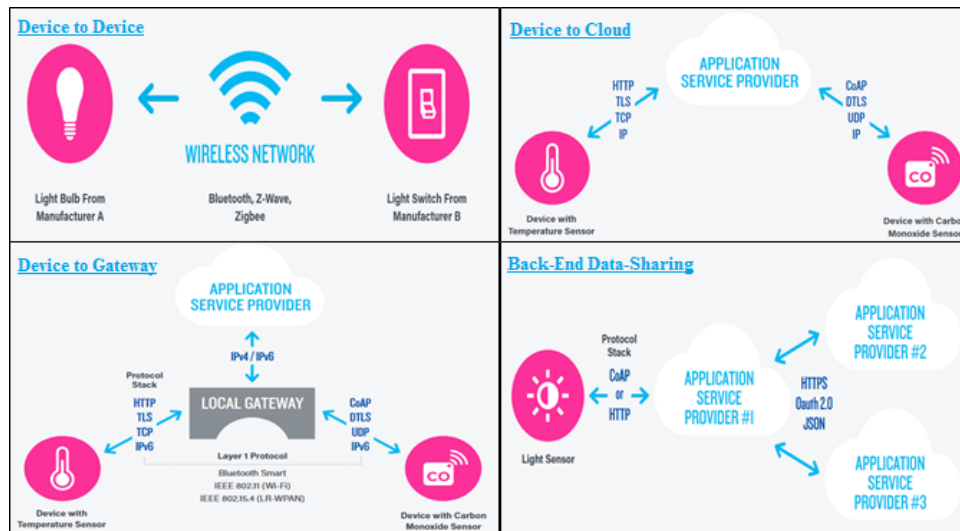 Device to Device
WIRELESS NETWORK
Light Bulb From
Manufacturer A
Bluetooth, Z-Wave,
Zigbee
Light Switch From
Manufacturer B
Device to Cloud
APPLICATION
SERVICE PROVIDER
HTTP
TLS
TCP
IP
CoAP
DTLS
UDP
IP
CO
Device with
Temperature Sensor
Device with Carbon
Monoxide Sensor
Device to Gateway
APPLICATION
SERVICE PROVIDER
IPv4 / IPv6
Protocol
Stack
HTTP
TLS
TCP
IPv6
LOCAL GATEWAY
CoAP
DTLS
UDP
IPv6
Layer 1 Protocol
Bluetooth Smart
IEEE 802.11 (Wi-Fi)
IEEE 802.15.4 (LR-WPAN)
CO
Device with
Temperature Sensor
Device with Carbon
Monoxide Sensor
Back-End Data-Sharing
Light Sensor
Protocol
Stack
CoAP
or
HTTP
APPLICATION
SERVICE
PROVIDER #1
HTTPS
Oauth 2.0
JSON
APPLICATION
SERVICE
PROVIDER #2
APPLICATION
SERVICE
PROVIDER #3